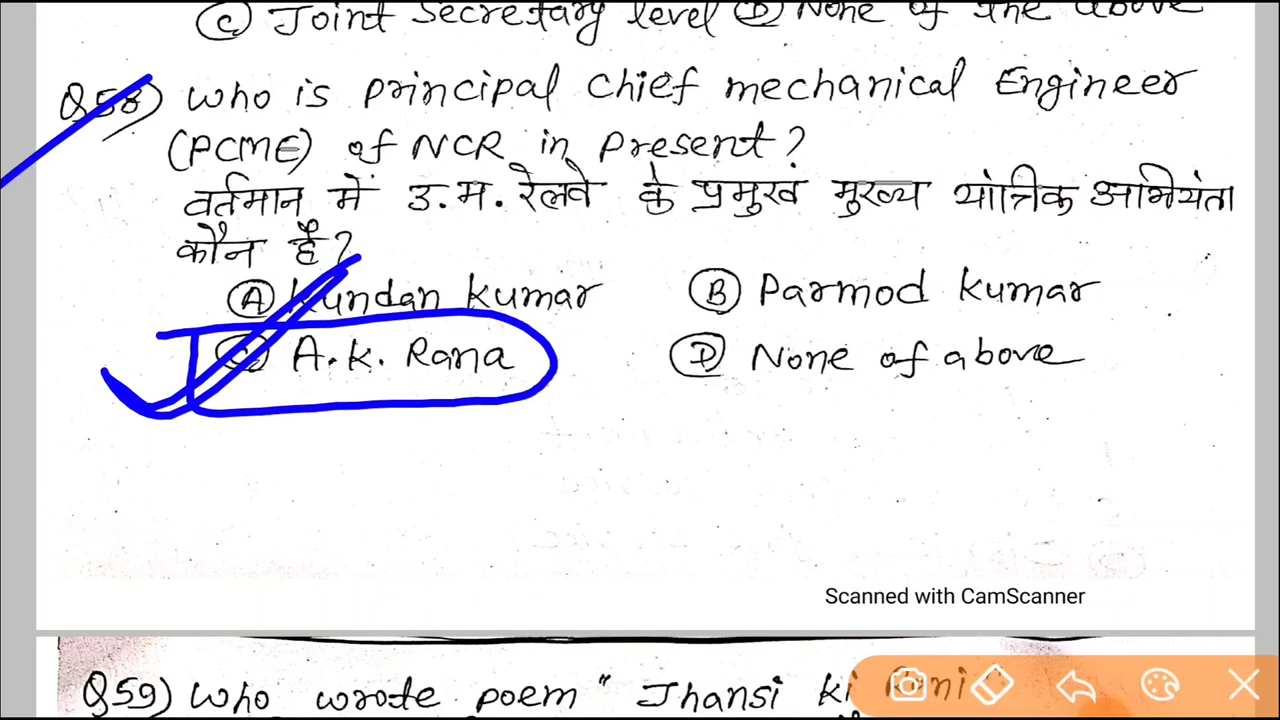 (C) Joint Secretary level (D) None of the above
Q58) Who is principal chief mechanical Engineer
(PCME) of NCR in Present?
वर्तमान में उ.म. रेलवे के प्रमुख मुख्य यांत्रिक अभियंता
कौन है?
(A) Kundan kumar (B) Parmod kumar
(C) A.K. Rana (D) None of above
Scanned with CamScanner
Q59) Who wrote poem " Jhansi ki Rani